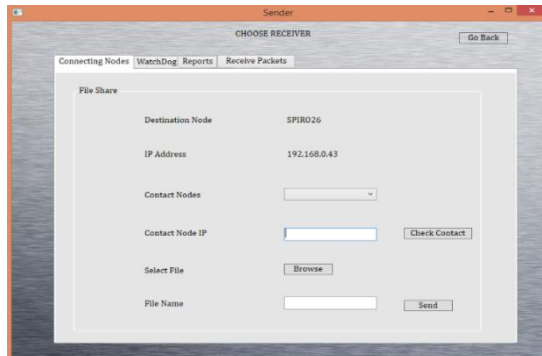 Sender
CHOOSE RECEIVER
Go Back
Connecting Nodes WatchDog Reports Receive Packets
File Share
Destination Node SPIRO26
IP Address 192.168.0.43
Contact Nodes
Contact Node IP Check Contact
Select File Browse
File Name Send